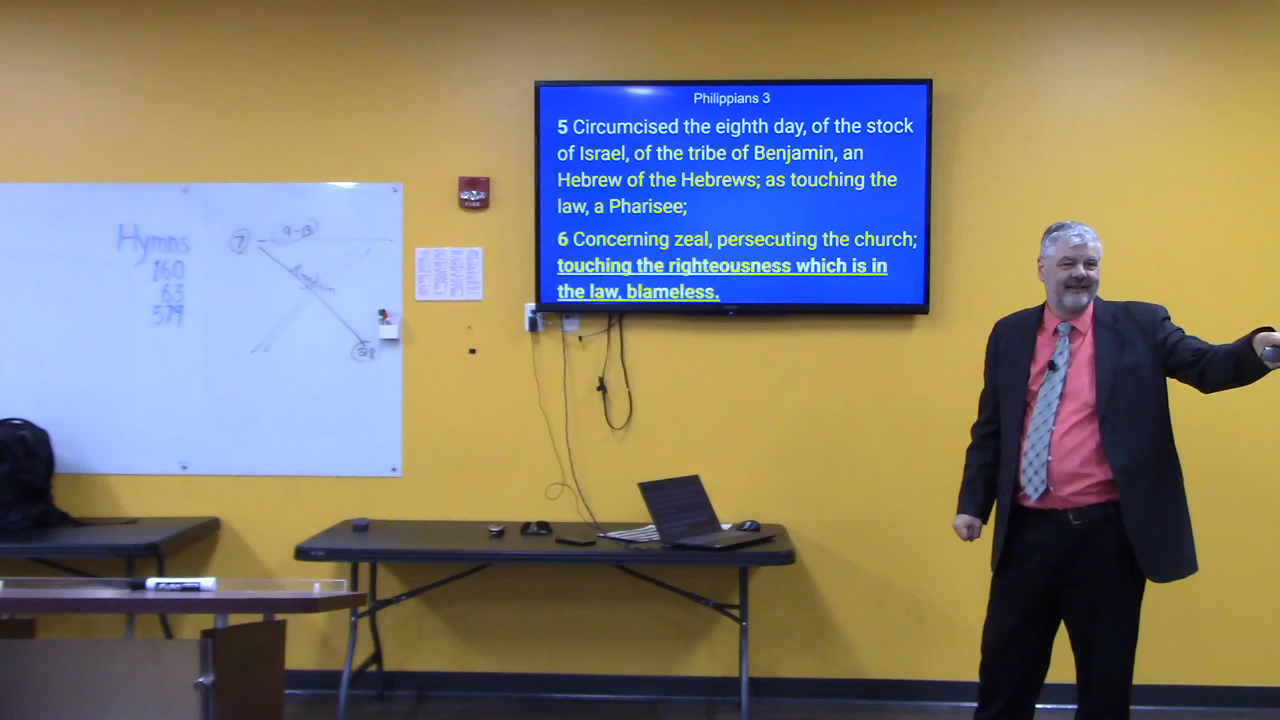 Hymns
160
63
579
7
9-13
Philippians 3
5 Circumcised the eighth day, of the stock
of Israel, of the tribe of Benjamin, an
Hebrew of the Hebrews; as touching the
law, a Pharisee;
6 Concerning zeal, persecuting the church;
touching the righteousness which is in
the law, blameless.
FIRE
EXPO